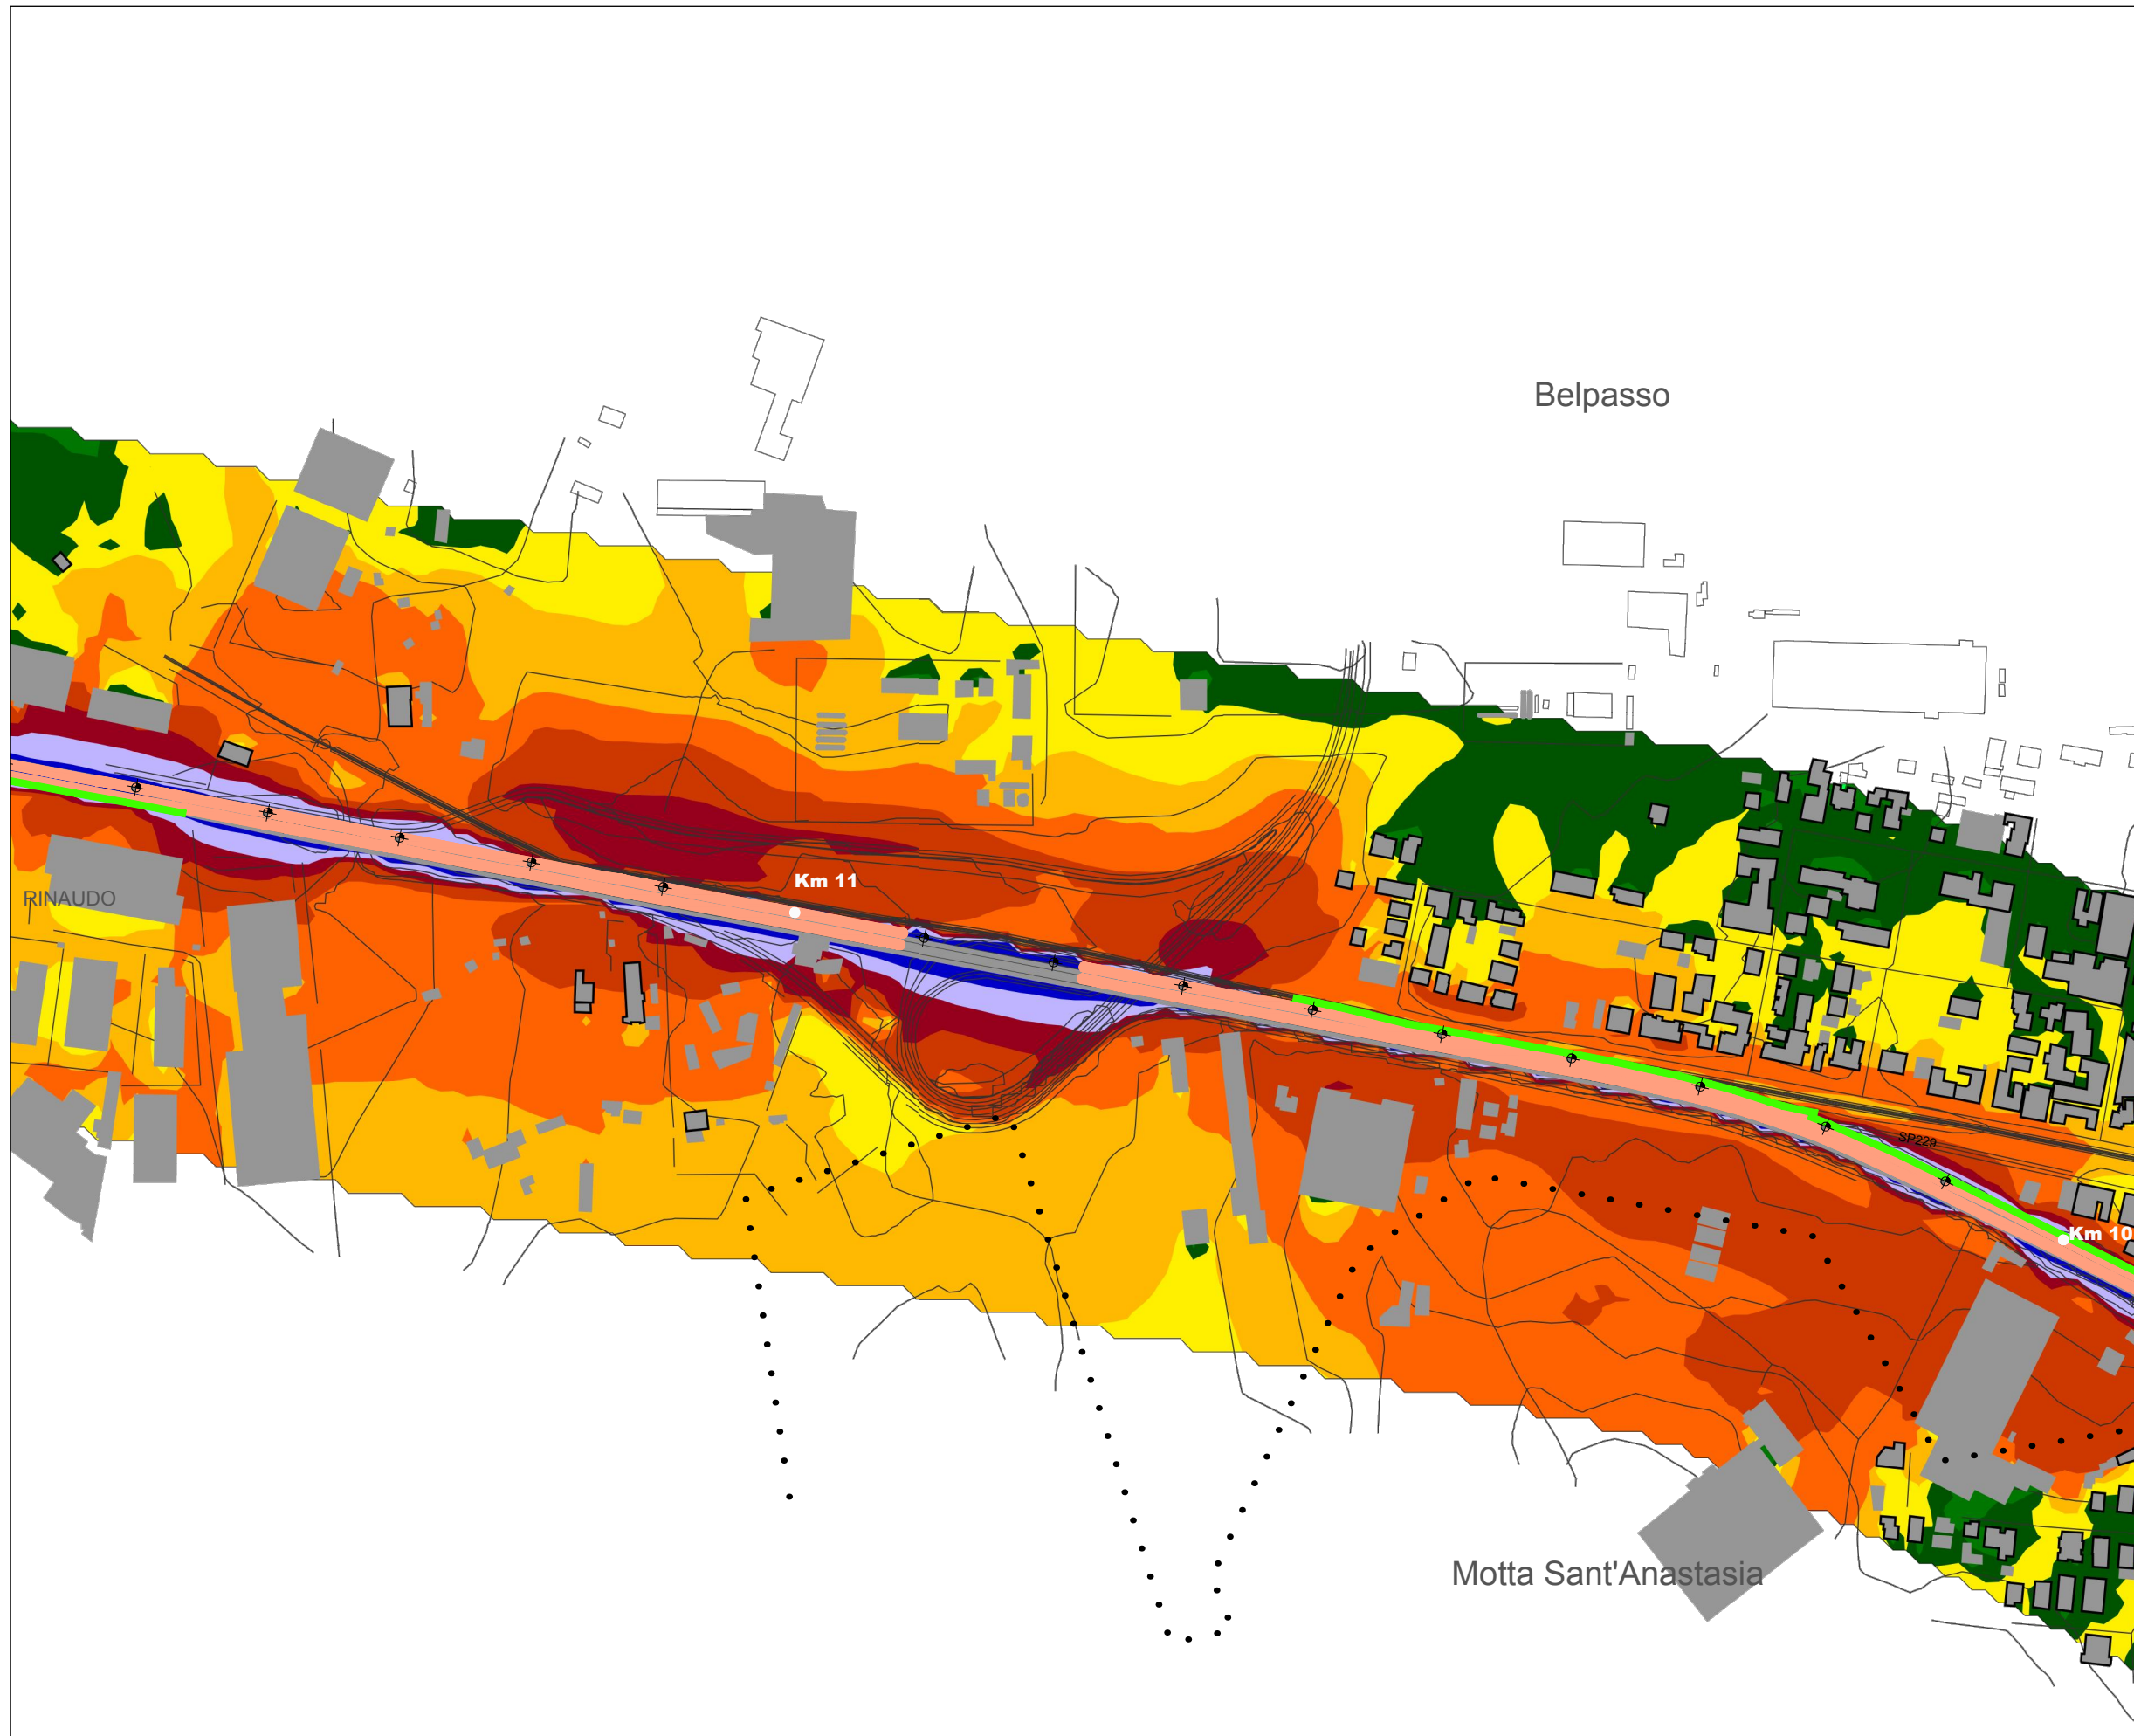 Belpasso
Km 11
RINAUDO
SP229
Km 10
Motta Sant'Anastasia